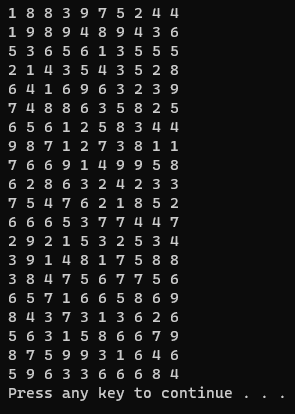 1 8 8 3 9 7 5 2 4 4
1 9 8 9 4 8 9 4 3 6
5 3 6 5 6 1 3 5 5 5
2 1 4 3 5 4 3 5 2 8
6 4 1 6 9 6 3 2 3 9
7 4 8 8 6 3 5 8 2 5
6 5 6 1 2 5 8 3 4 4
9 8 7 1 2 7 3 8 1 1
7 6 6 9 1 4 9 9 5 8
6 2 8 6 3 2 4 2 3 3
7 5 4 7 6 2 1 8 5 2
6 6 6 5 3 7 7 4 4 7
2 9 2 1 5 3 2 5 3 4
3 9 1 4 8 1 7 5 8 8
3 8 4 7 5 6 7 7 5 6
6 5 7 1 6 6 5 8 6 9
8 4 3 7 3 1 3 6 2 6
5 6 3 1 5 8 6 6 7 9
8 7 5 9 9 3 1 6 4 6
5 9 6 3 3 6 6 6 8 4
Press any key to continue . . .